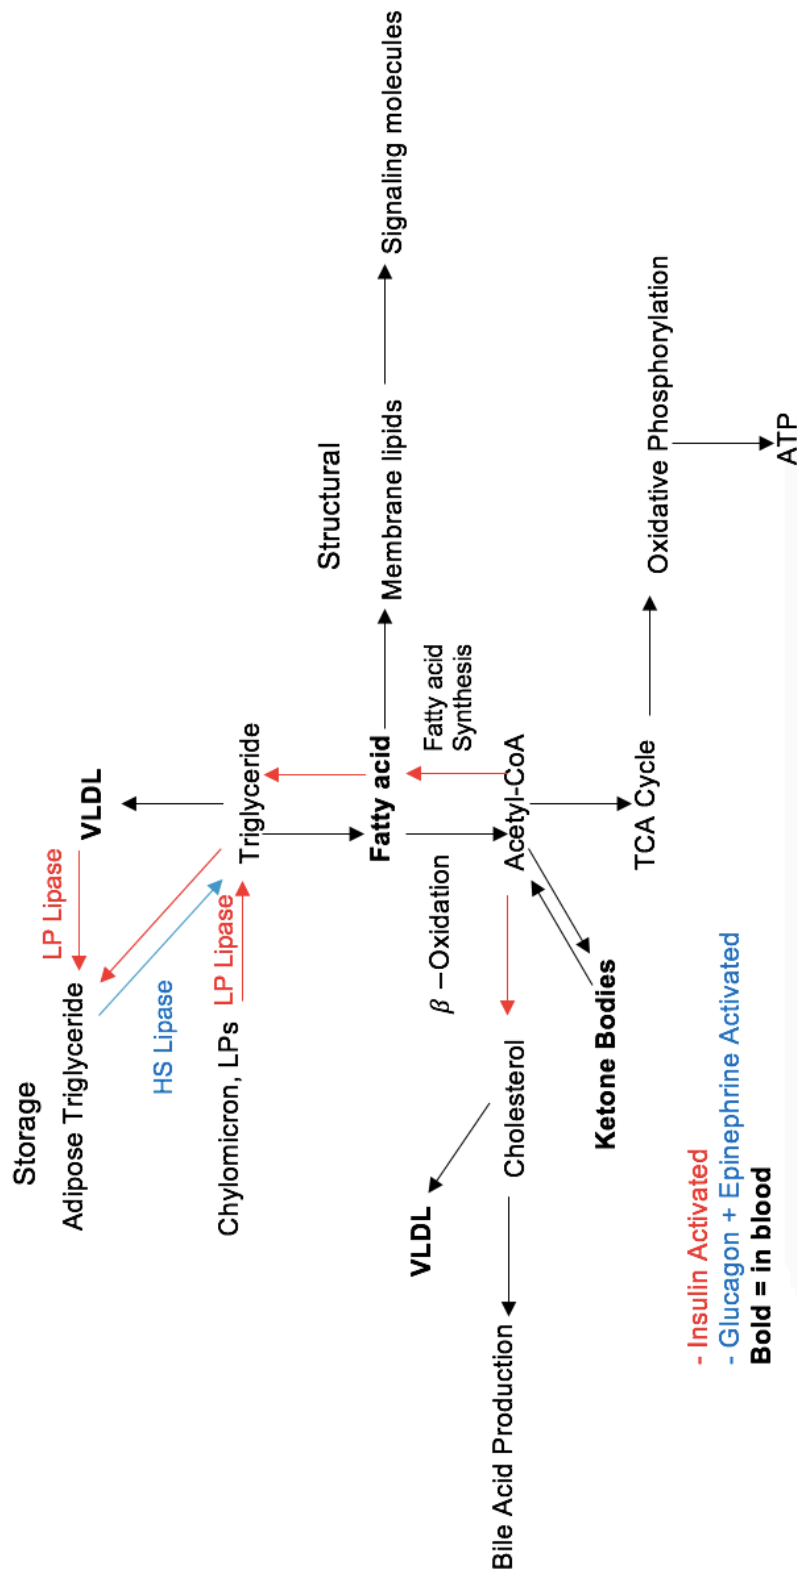 Storage
Adipose Triglyceride
LP Lipase
VLDL
HS Lipase
Chylomicron, LPs
LP Lipase
Triglyceride
Structural
Fatty acid
Membrane lipids
Signaling molecules
VLDL
β –Oxidation
Fatty acid
Synthesis
Bile Acid Production
Cholesterol
Acetyl-CoA
Ketone Bodies
TCA Cycle
Oxidative Phosphorylation
ATP
- Insulin Activated
- Glucagon + Epinephrine Activated
Bold = in blood